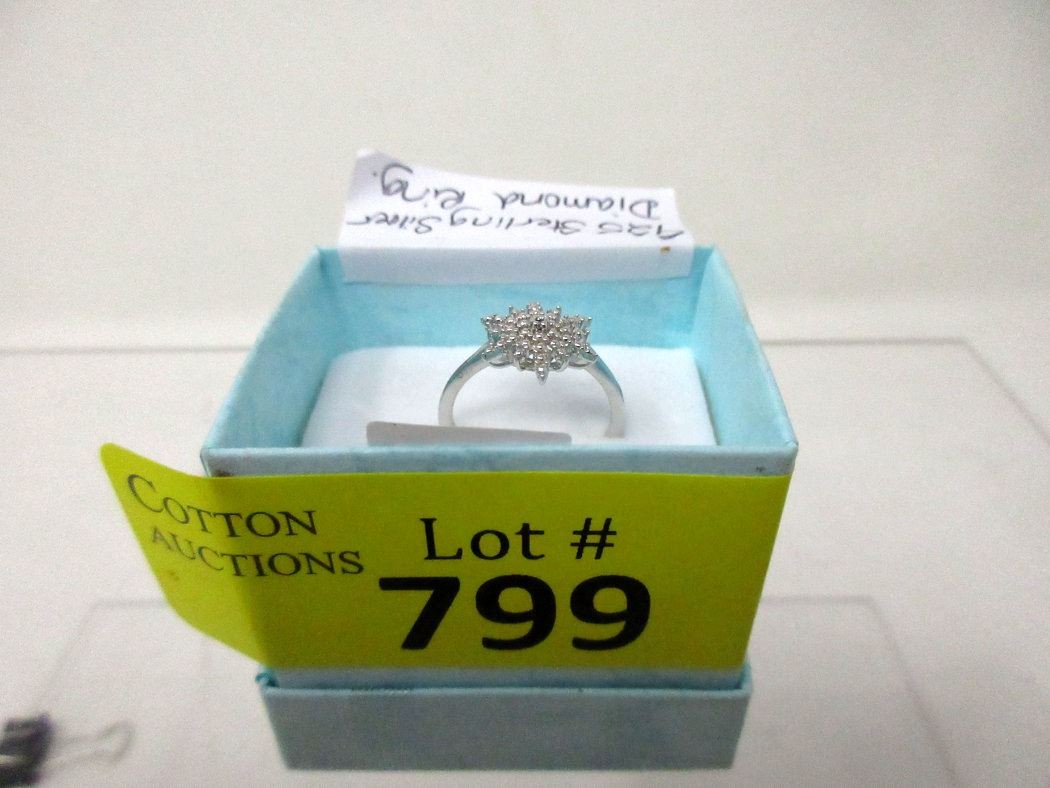 .925 Sterling Silver
Diamond Ring.
COTTON
AUCTIONS
Lot #
799